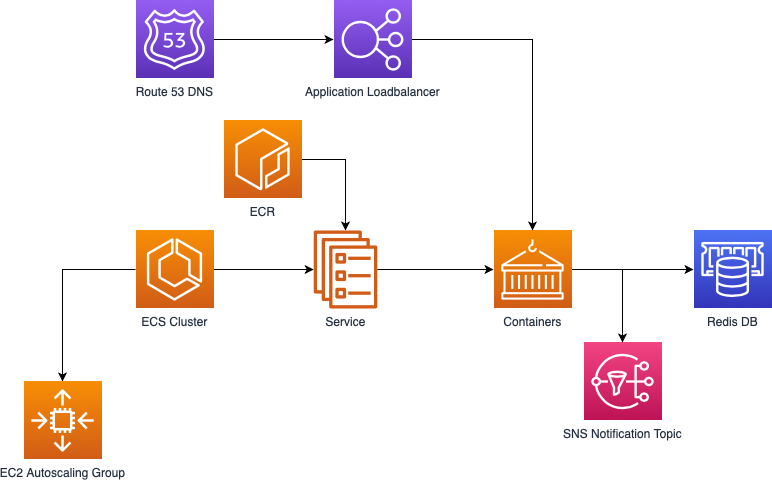 53
Route 53 DNS
Application Loadbalancer
ECR
ECS Cluster
Service
Containers
Redis DB
SNS Notification Topic
EC2 Autoscaling Group